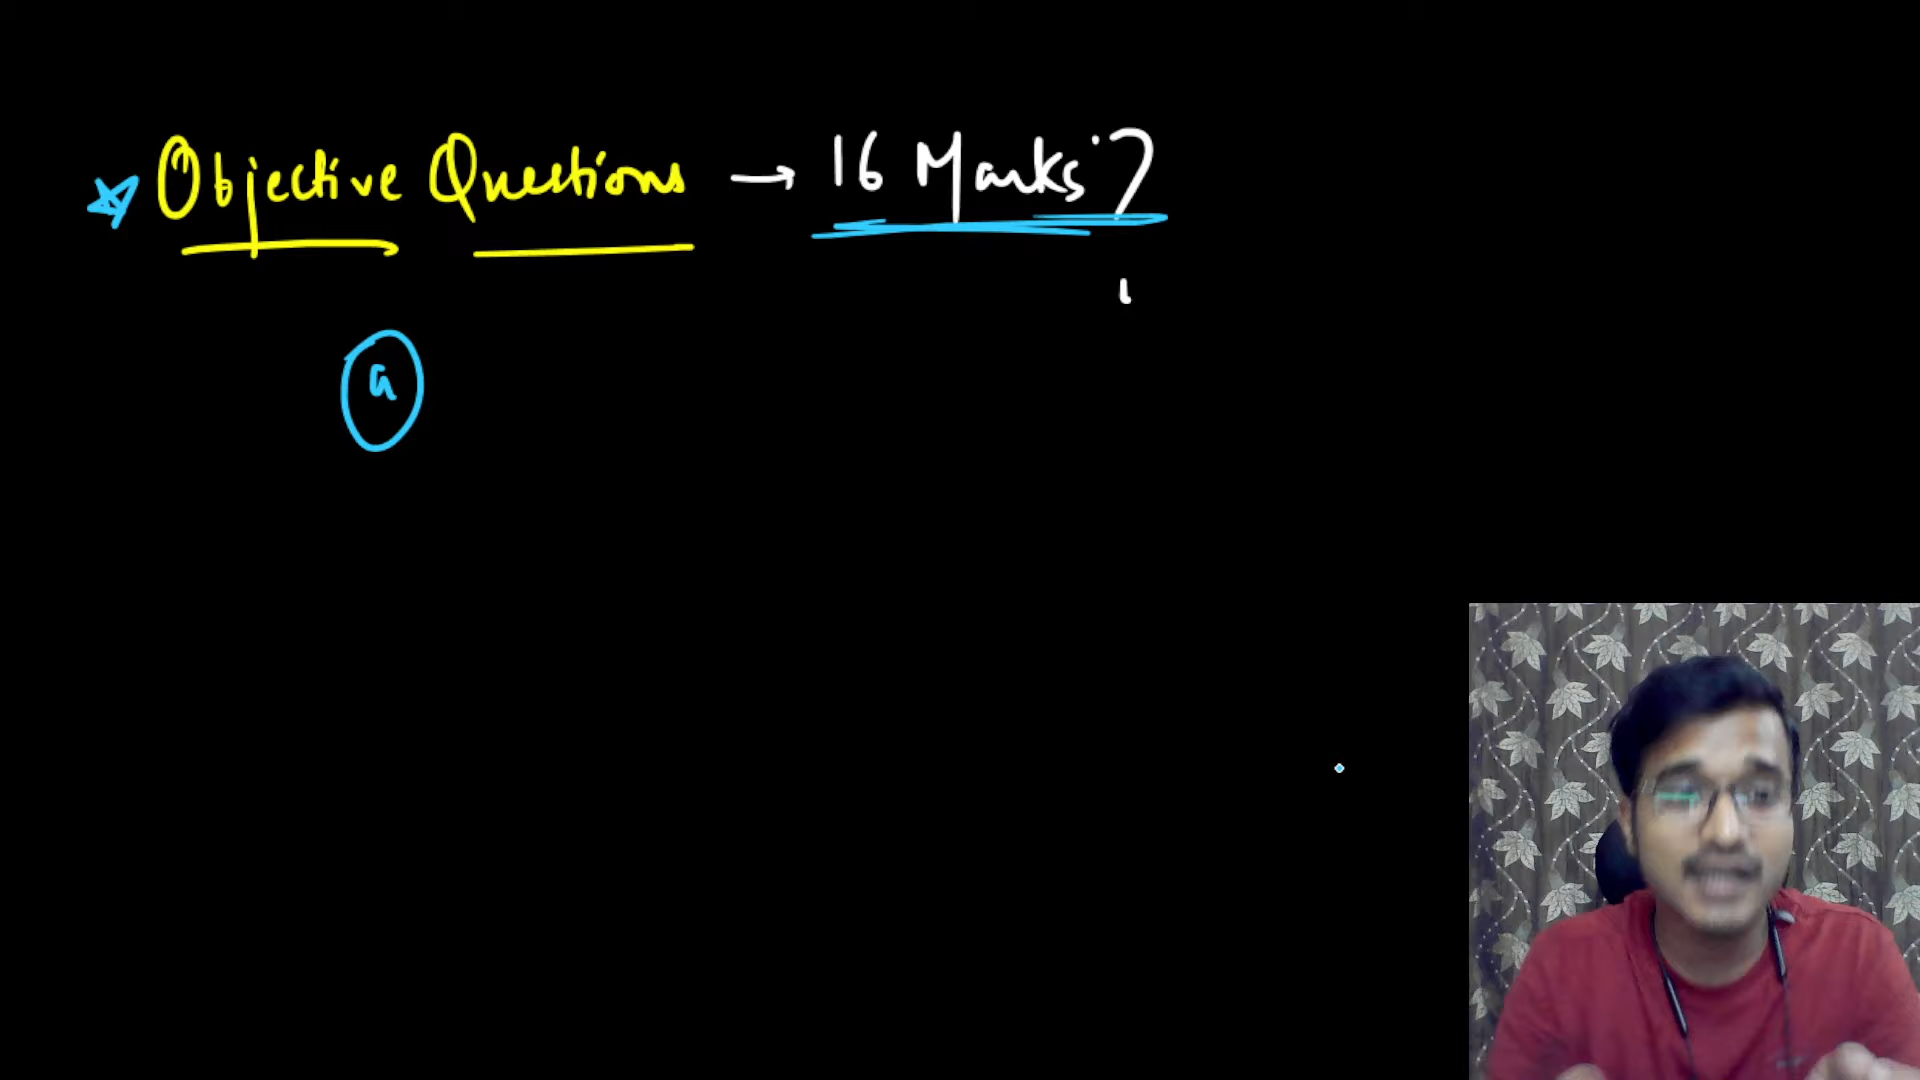 Objective Questions → 16 Marks ?
a